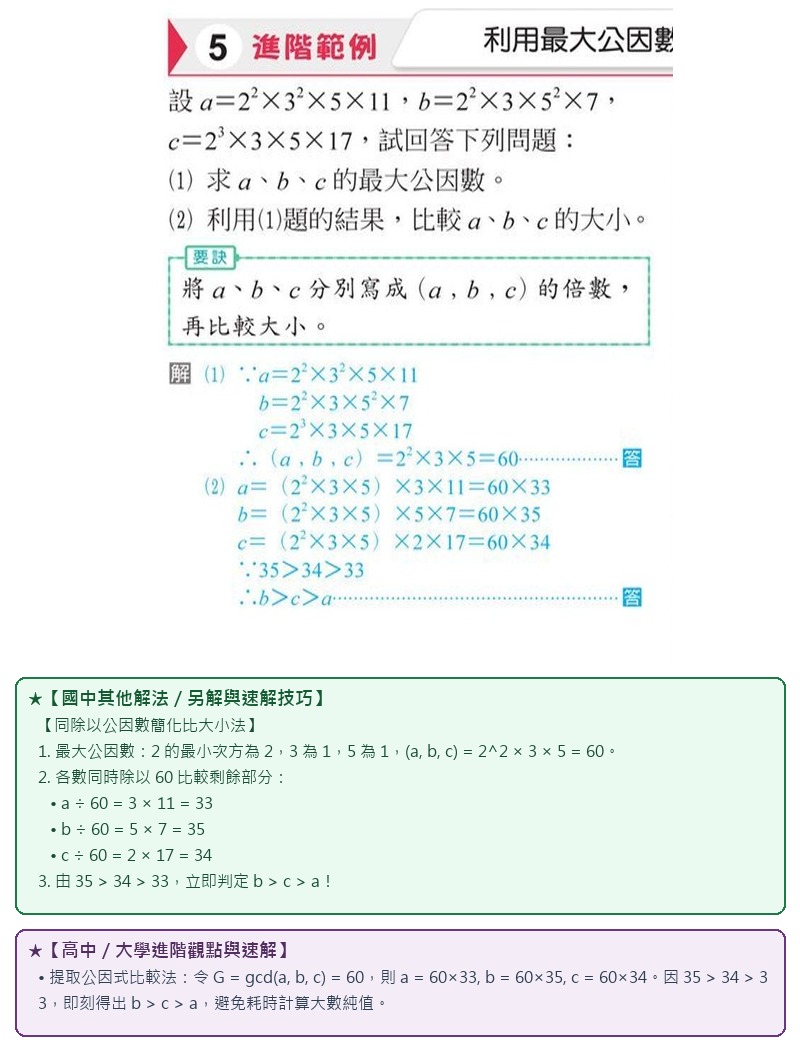 5 進階範例 利用最大公因數
設 a=2²×3²×5×11，b=2²×3×5²×7，
c=2³×3×5×17，試回答下列問題：
⑴ 求 a、b、c 的最大公因數。
⑵ 利用⑴題的結果，比較 a、b、c 的大小。
要訣
將 a、b、c 分別寫成（a , b , c）的倍數，
再比較大小。
解 ⑴ ∵a=2²×3²×5×11
b=2²×3×5²×7
c=2³×3×5×17
∴（a , b , c）=2²×3×5=60⋯⋯⋯⋯⋯⋯答
⑵ a=（2²×3×5）×3×11=60×33
b=（2²×3×5）×5×7=60×35
c=（2²×3×5）×2×17=60×34
∵35＞34＞33
∴b＞c＞a⋯⋯⋯⋯⋯⋯⋯⋯⋯⋯⋯⋯⋯⋯答
★【國中其他解法 / 另解與速解技巧】
【同除以公因數簡化比大小法】
1. 最大公因數：2 的最小次方為 2，3 為 1，5 為 1，(a, b, c) = 2^2 × 3 × 5 = 60。
2. 各數同時除以 60 比較剩餘部分：
• a ÷ 60 = 3 × 11 = 33
• b ÷ 60 = 5 × 7 = 35
• c ÷ 60 = 2 × 17 = 34
3. 由 35 > 34 > 33，立即判定 b > c > a！
★【高中 / 大學進階觀點與速解】
• 提取公因式比較法：令 G = gcd(a, b, c) = 60，則 a = 60×33, b = 60×35, c = 60×34。因 35 > 34 > 3
3，即刻得出 b > c > a，避免耗時計算大數純值。